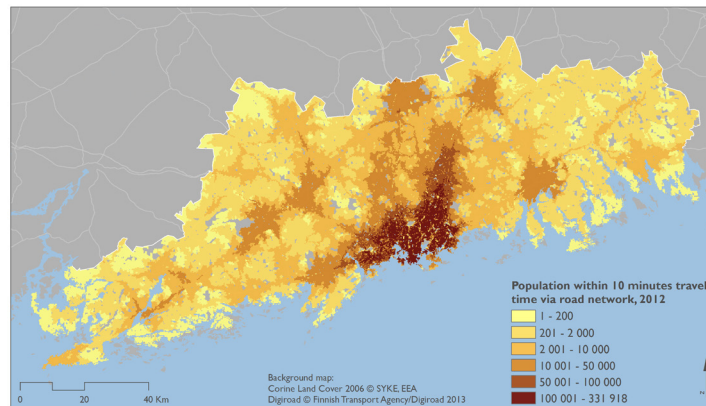 Population within 10 minutes travel
time via road network, 2012
1 - 200
201 - 2 000
2 001 - 10 000
10 001 - 50 000
50 001 - 100 000
100 001 - 331 918
0 10 20 40 Km
Background map:
Corine Land Cover 2006 © SYKE, EEA
Digiroad © Finnish Transport Agency/Digiroad 2013